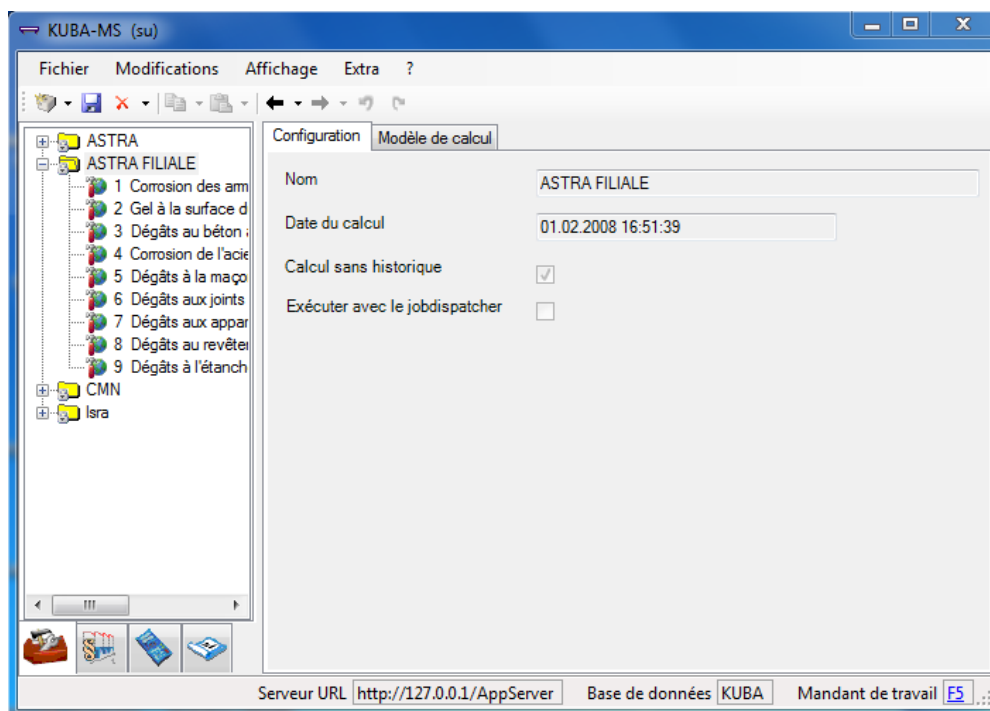 KUBA-MS (su)
Fichier Modifications Affichage Extra ?
ASTRA
ASTRA FILIALE
1 Corrosion des arm
2 Gel à la surface d
3 Dégâts au béton
4 Corrosion de l'acie
5 Dégâts à la maço
6 Dégâts aux joints
7 Dégâts aux appar
8 Dégâts au revête
9 Dégâts à l'étanch
CMN
Isra
Configuration Modèle de calcul
Nom ASTRA FILIALE
Date du calcul 01.02.2008 16:51:39
Calcul sans historique
Exécuter avec le jobdispatcher
Serveur URL http://127.0.0.1/AppServer Base de données KUBA Mandant de travail F5